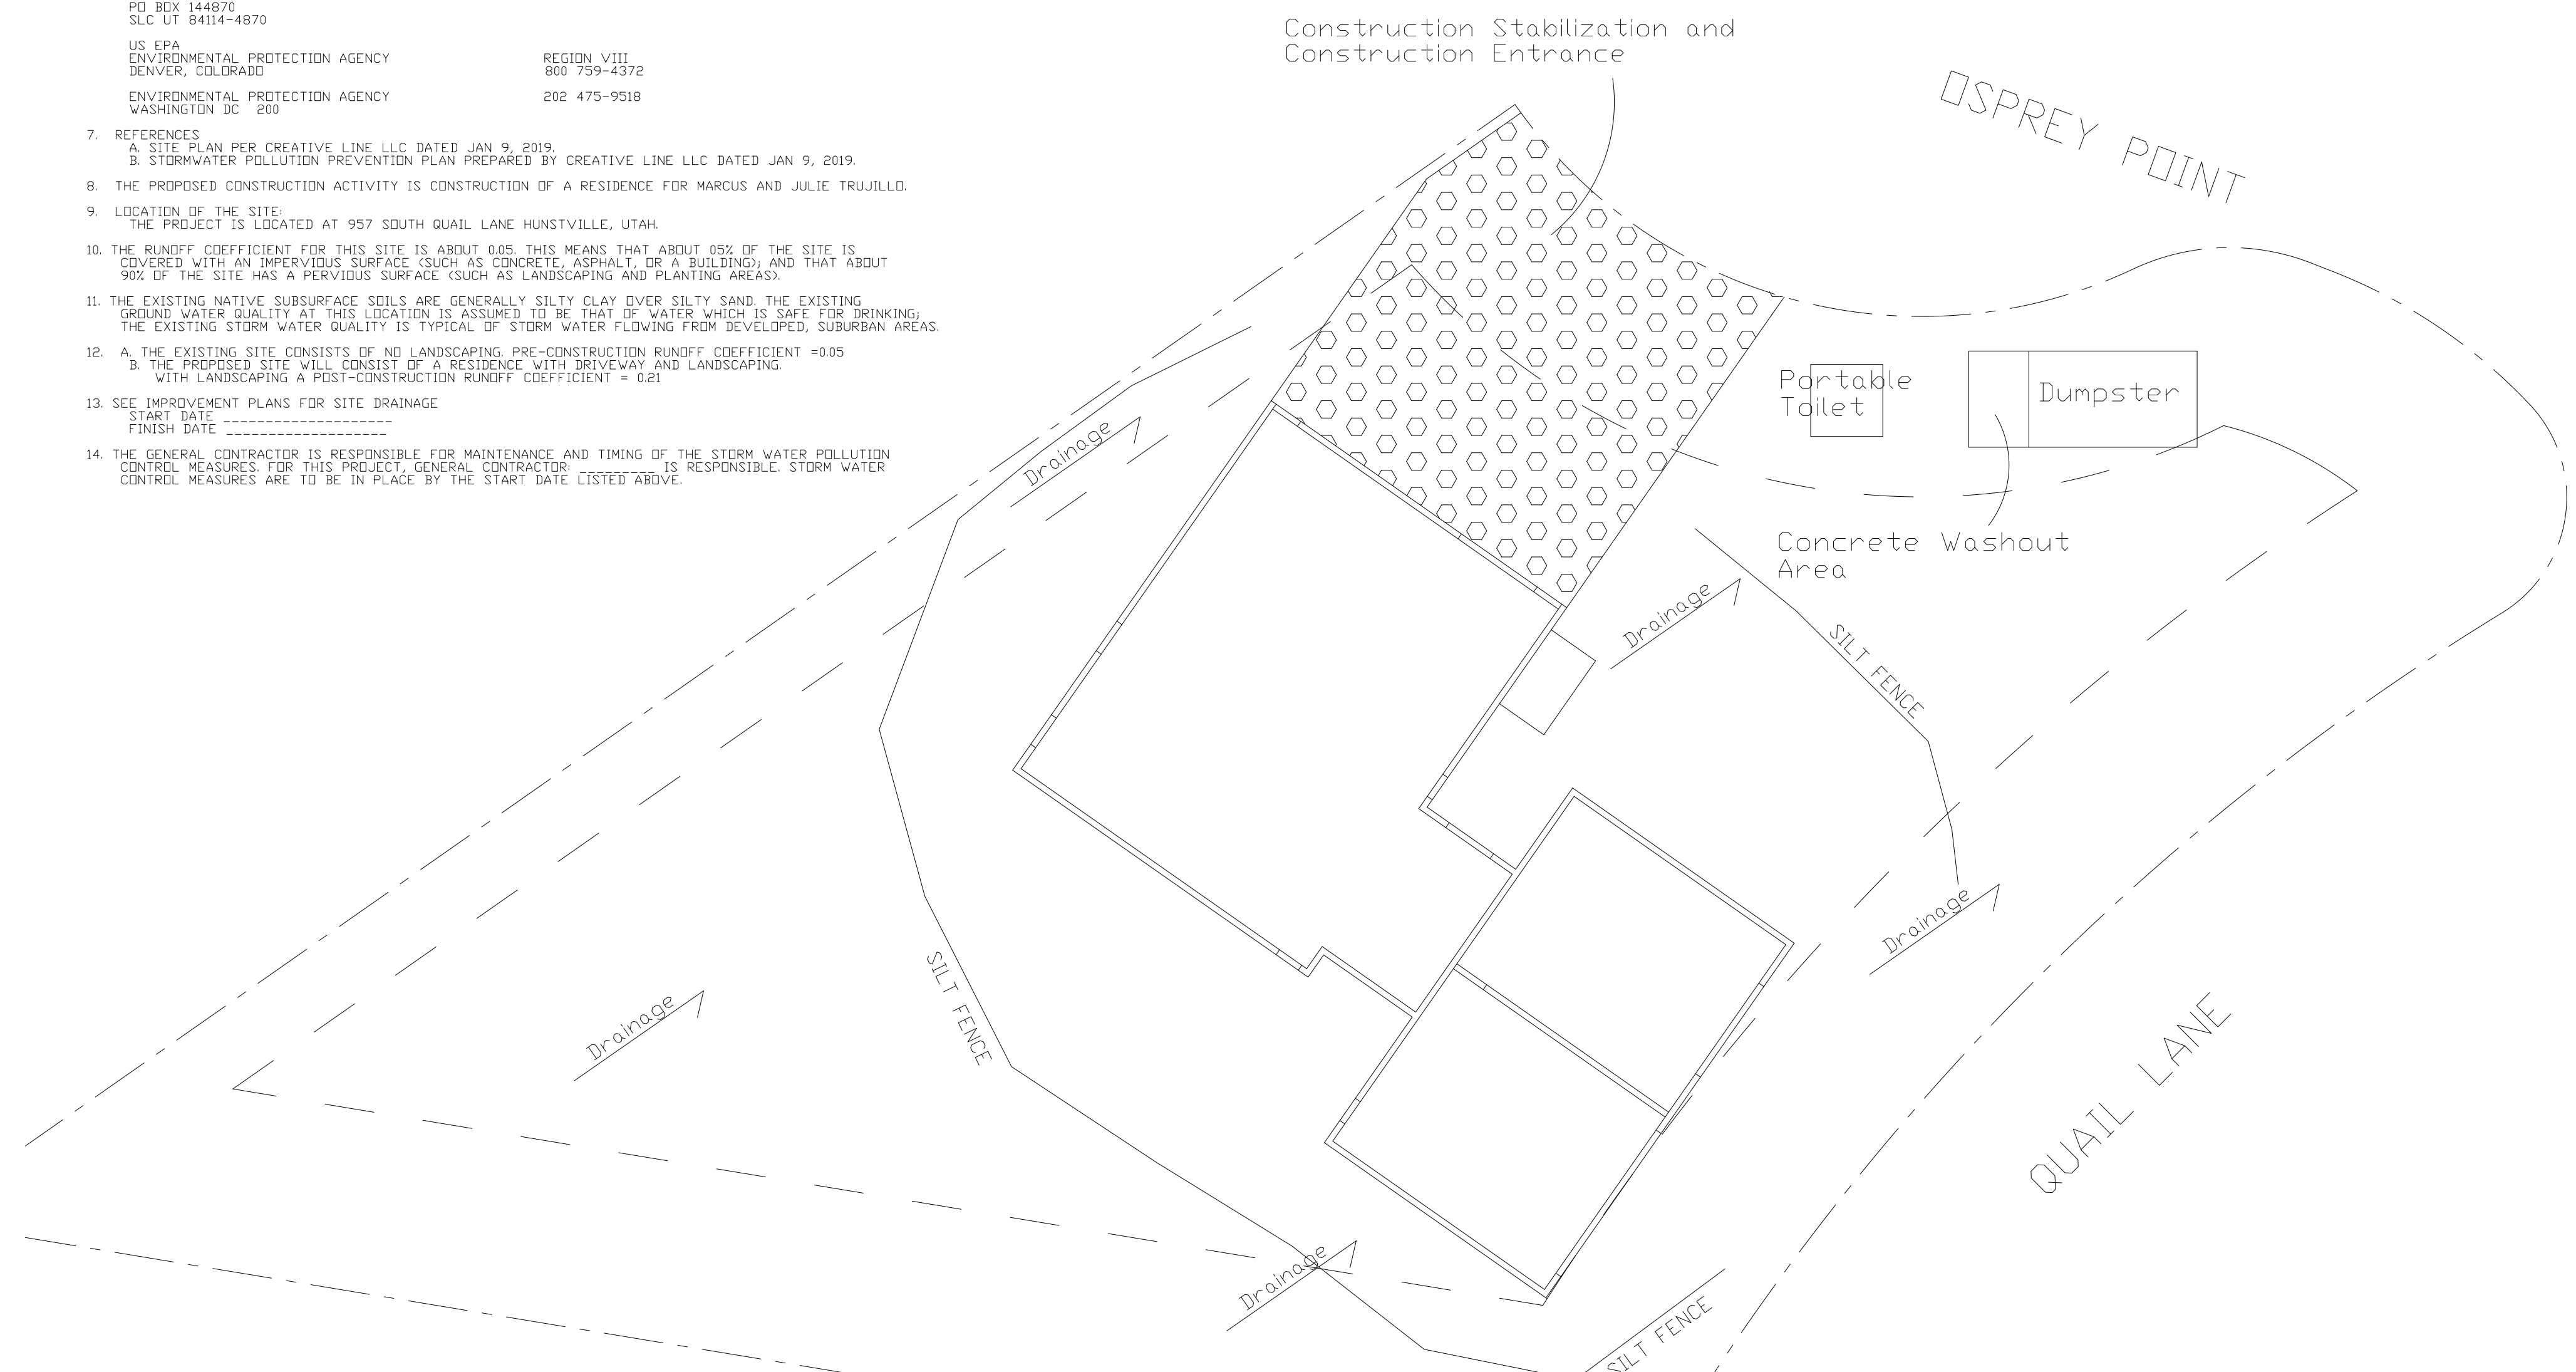 PO BOX 144870
SLC UT 84114-4870
US EPA
ENVIRONMENTAL PROTECTION AGENCY REGION VIII
DENVER, COLORADO 800 759-4372
ENVIRONMENTAL PROTECTION AGENCY 202 475-9518
WASHINGTON DC 200
7. REFERENCES
A. SITE PLAN PER CREATIVE LINE LLC DATED JAN 9, 2019.
B. STORMWATER POLLUTION PREVENTION PLAN PREPARED BY CREATIVE LINE LLC DATED JAN 9, 2019.
8. THE PROPOSED CONSTRUCTION ACTIVITY IS CONSTRUCTION OF A RESIDENCE FOR MARCUS AND JULIE TRUJILLO.
9. LOCATION OF THE SITE:
THE PROJECT IS LOCATED AT 957 SOUTH QUAIL LANE HUNSTVILLE, UTAH.
10. THE RUNOFF COEFFICIENT FOR THIS SITE IS ABOUT 0.05. THIS MEANS THAT ABOUT 05% OF THE SITE IS
COVERED WITH AN IMPERVIOUS SURFACE (SUCH AS CONCRETE, ASPHALT, OR A BUILDING); AND THAT ABOUT
90% OF THE SITE HAS A PERVIOUS SURFACE (SUCH AS LANDSCAPING AND PLANTING AREAS).
11. THE EXISTING NATIVE SUBSURFACE SOILS ARE GENERALLY SILTY CLAY OVER SILTY SAND. THE EXISTING
GROUND WATER QUALITY AT THIS LOCATION IS ASSUMED TO BE THAT OF WATER WHICH IS SAFE FOR DRINKING;
THE EXISTING STORM WATER QUALITY IS TYPICAL OF STORM WATER FLOWING FROM DEVELOPED, SUBURBAN AREAS.
12. A. THE EXISTING SITE CONSISTS OF NO LANDSCAPING. PRE-CONSTRUCTION RUNOFF COEFFICIENT =0.05
B. THE PROPOSED SITE WILL CONSIST OF A RESIDENCE WITH DRIVEWAY AND LANDSCAPING.
WITH LANDSCAPING A POST-CONSTRUCTION RUNOFF COEFFICIENT = 0.21
13. SEE IMPROVEMENT PLANS FOR SITE DRAINAGE
START DATE ____________________
FINISH DATE ___________________
14. THE GENERAL CONTRACTOR IS RESPONSIBLE FOR MAINTENANCE AND TIMING OF THE STORM WATER POLLUTION
CONTROL MEASURES. FOR THIS PROJECT, GENERAL CONTRACTOR: _________ IS RESPONSIBLE. STORM WATER
CONTROL MEASURES ARE TO BE IN PLACE BY THE START DATE LISTED ABOVE.
Construction Stabilization and
Construction Entrance
OSPREY POINT
Portable
Toilet
Dumpster
Concrete Washout
Area
Drainage
Drainage
SILT FENCE
Drainage
SILT FENCE
Drainage
QUAIL LANE
Drainage
SILT FENCE